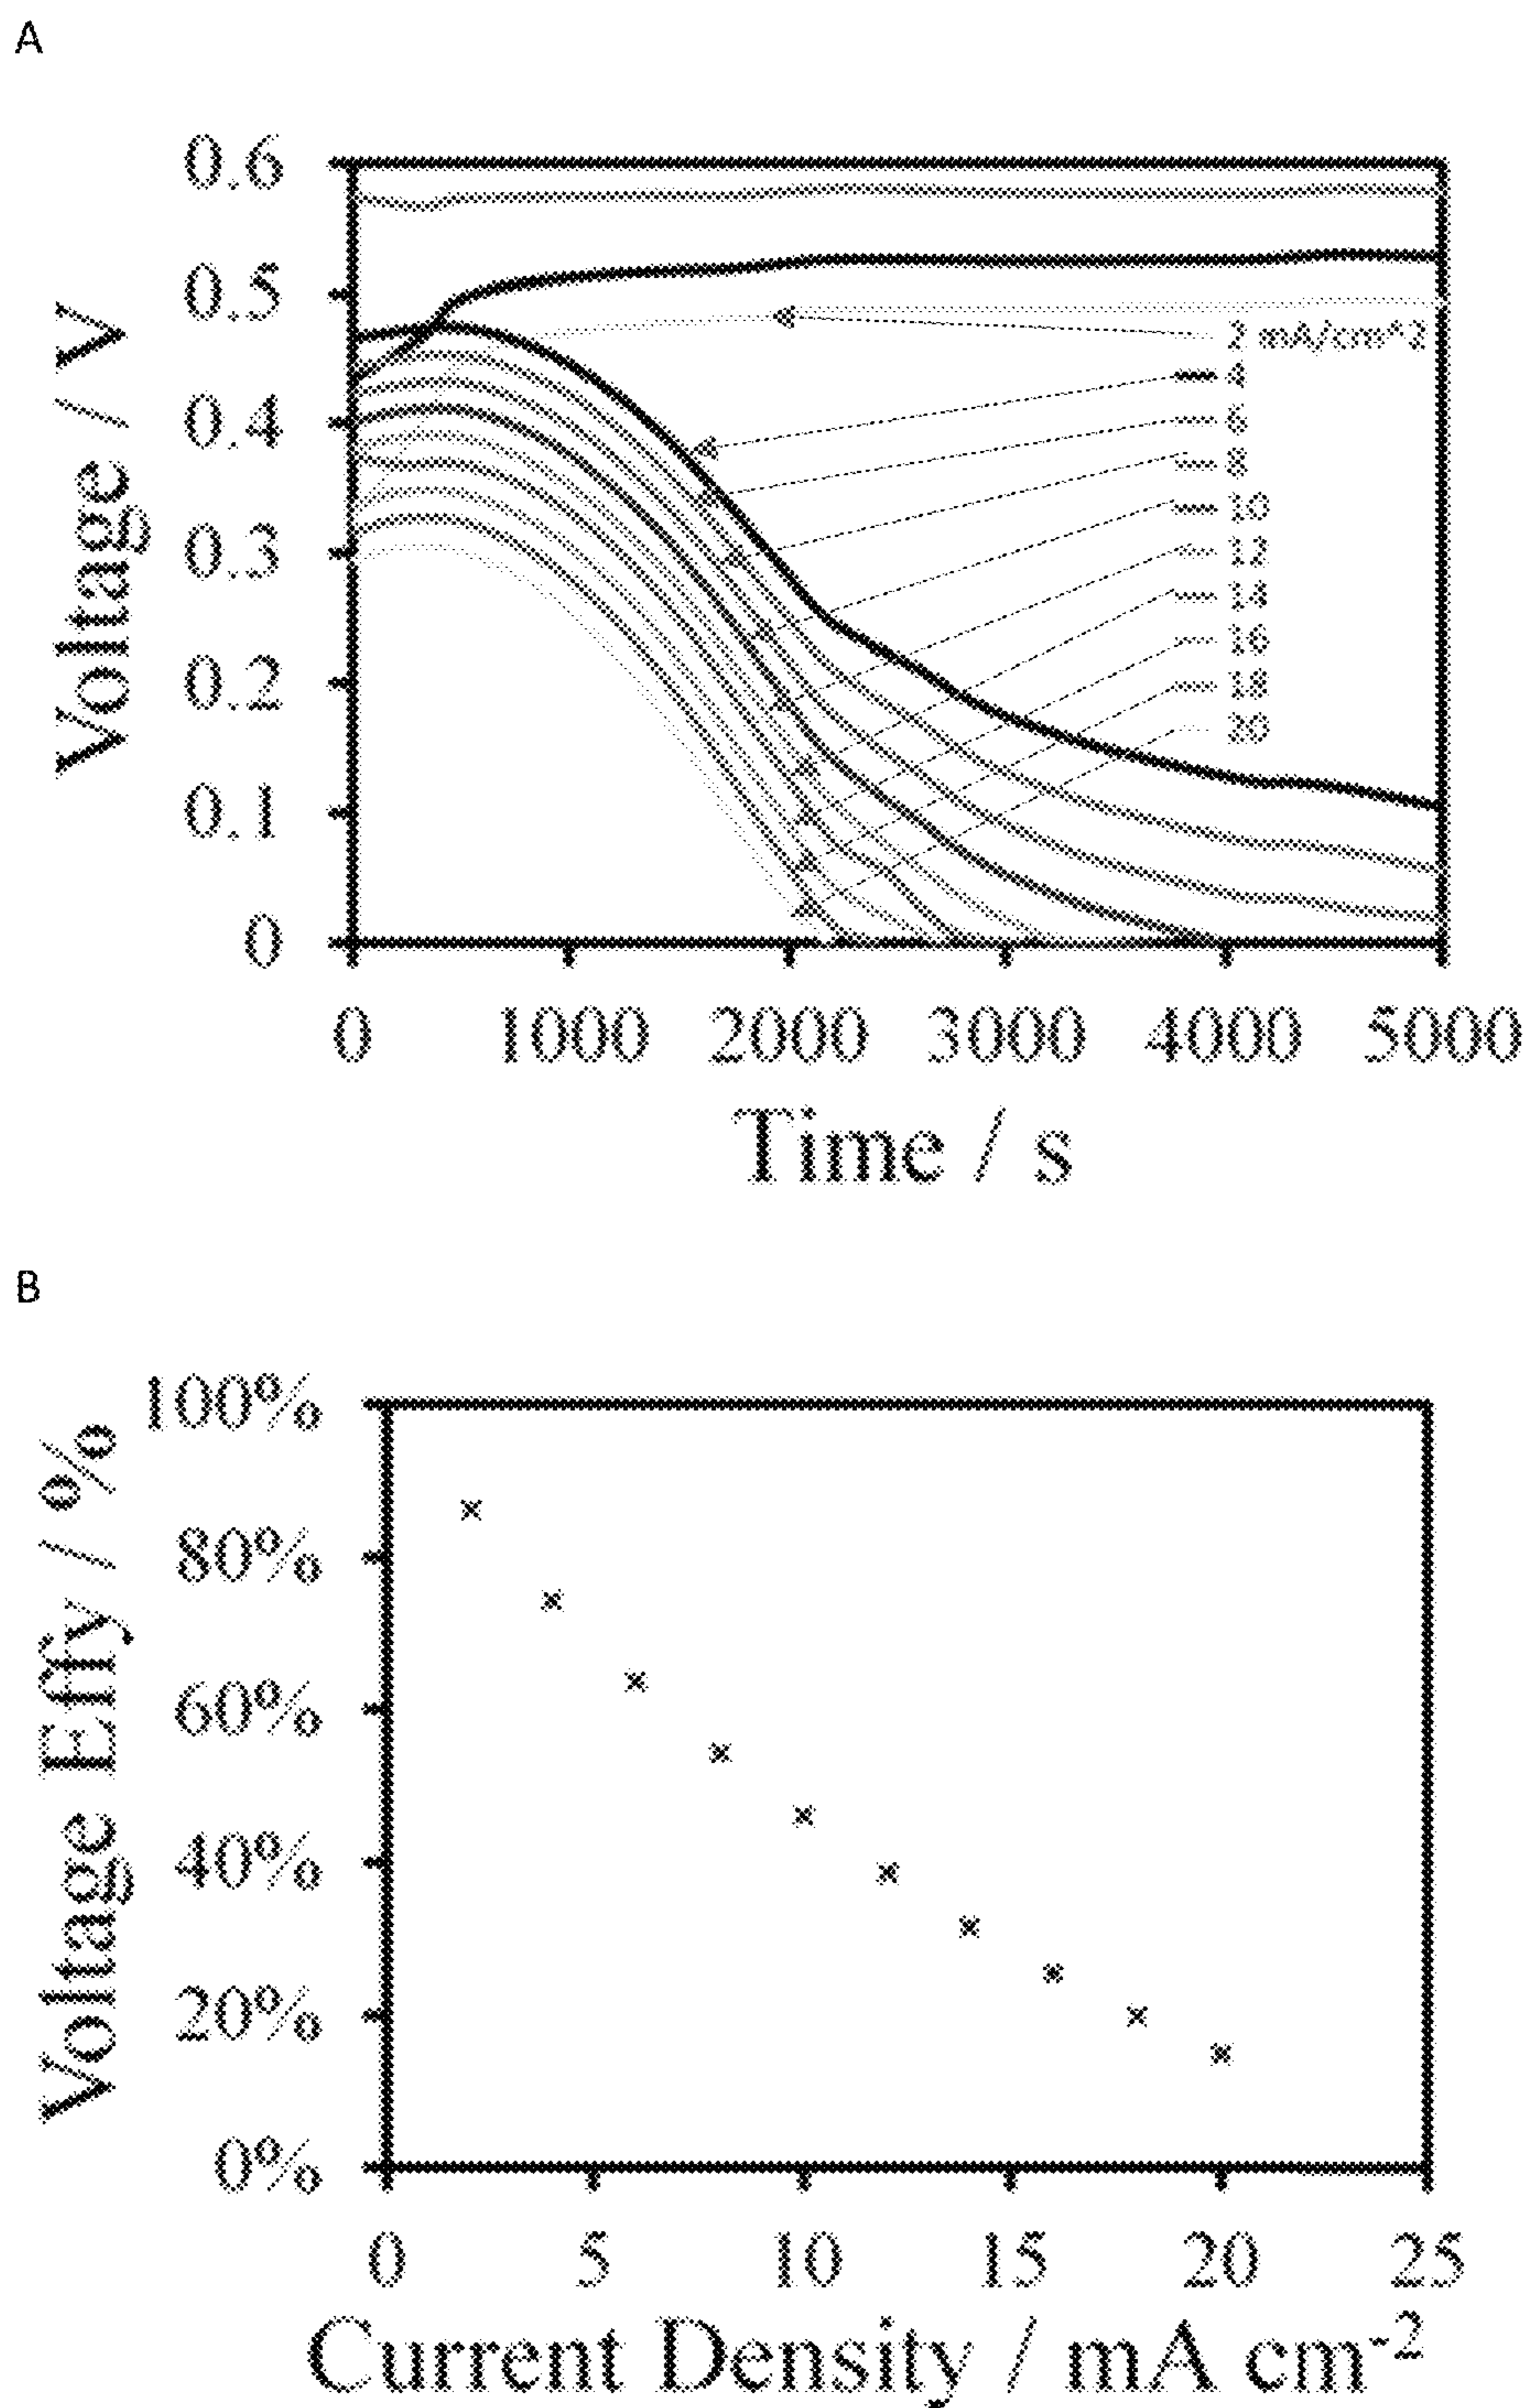 A
0.6
0.5
0.4
0.3
0.2
0.1
0
Voltage / V
2 mA/cm^2
4
6
8
10
12
14
16
18
20
0 1000 2000 3000 4000 5000
Time / s
B
100%
80%
60%
40%
20%
0%
Voltage Effy / %
0 5 10 15 20 25
Current Density / mA cm-2